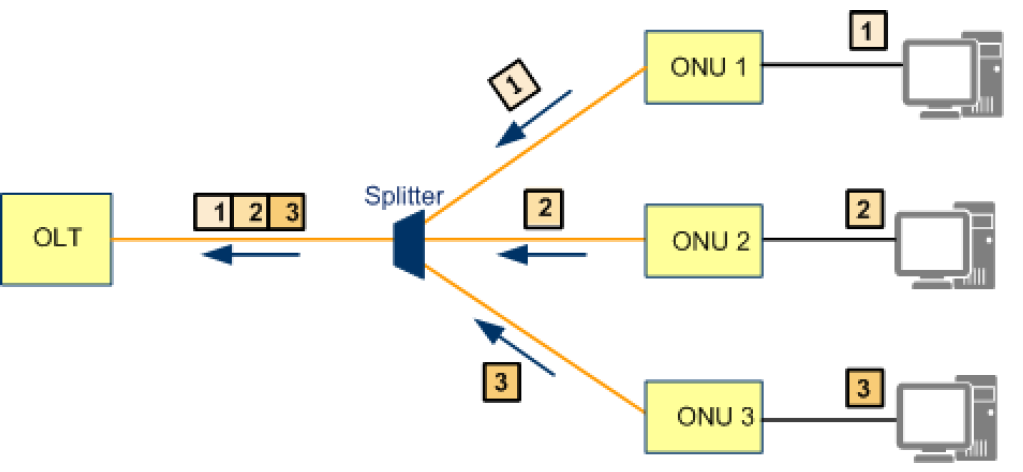 1
ONU 1
1
Splitter
1 2 3
2
2
OLT
ONU 2
3
3
ONU 3